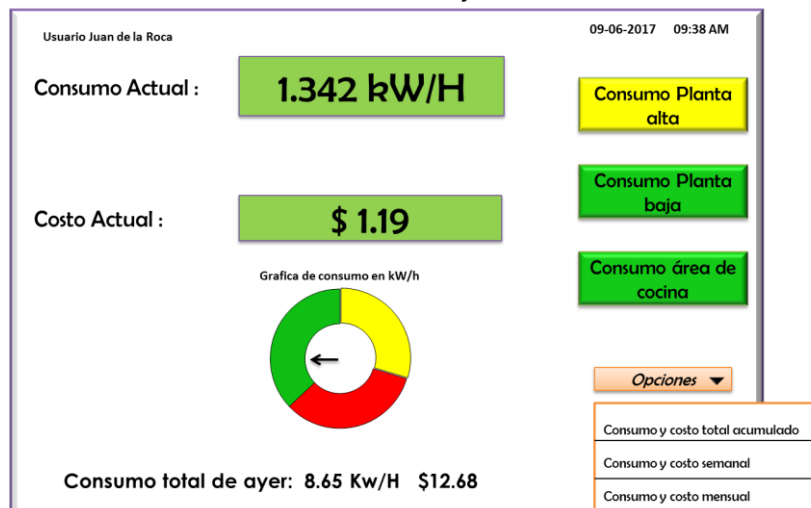 Usuario Juan de la Roca
09-06-2017 09:38 AM
Consumo Actual :
1.342 kW/H
Consumo Planta
alta
Consumo Planta
baja
Costo Actual :
$ 1.19
Consumo área de
cocina
Grafica de consumo en kW/h
Opciones
Consumo y costo total acumulado
Consumo y costo semanal
Consumo y costo mensual
Consumo total de ayer: 8.65 Kw/H $12.68